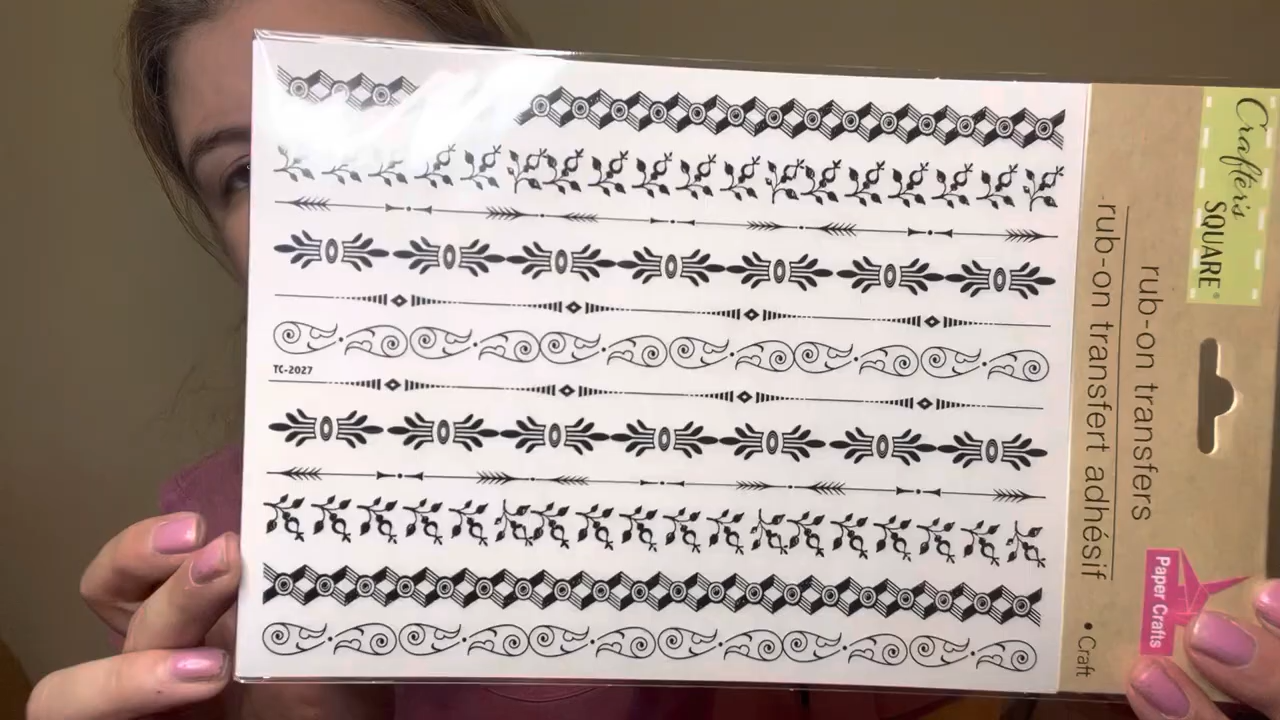 TC-2027
Crafter's
SQUARE®
rub-on transfers
rub-on transfert adhésif
Paper Crafts
• Craft